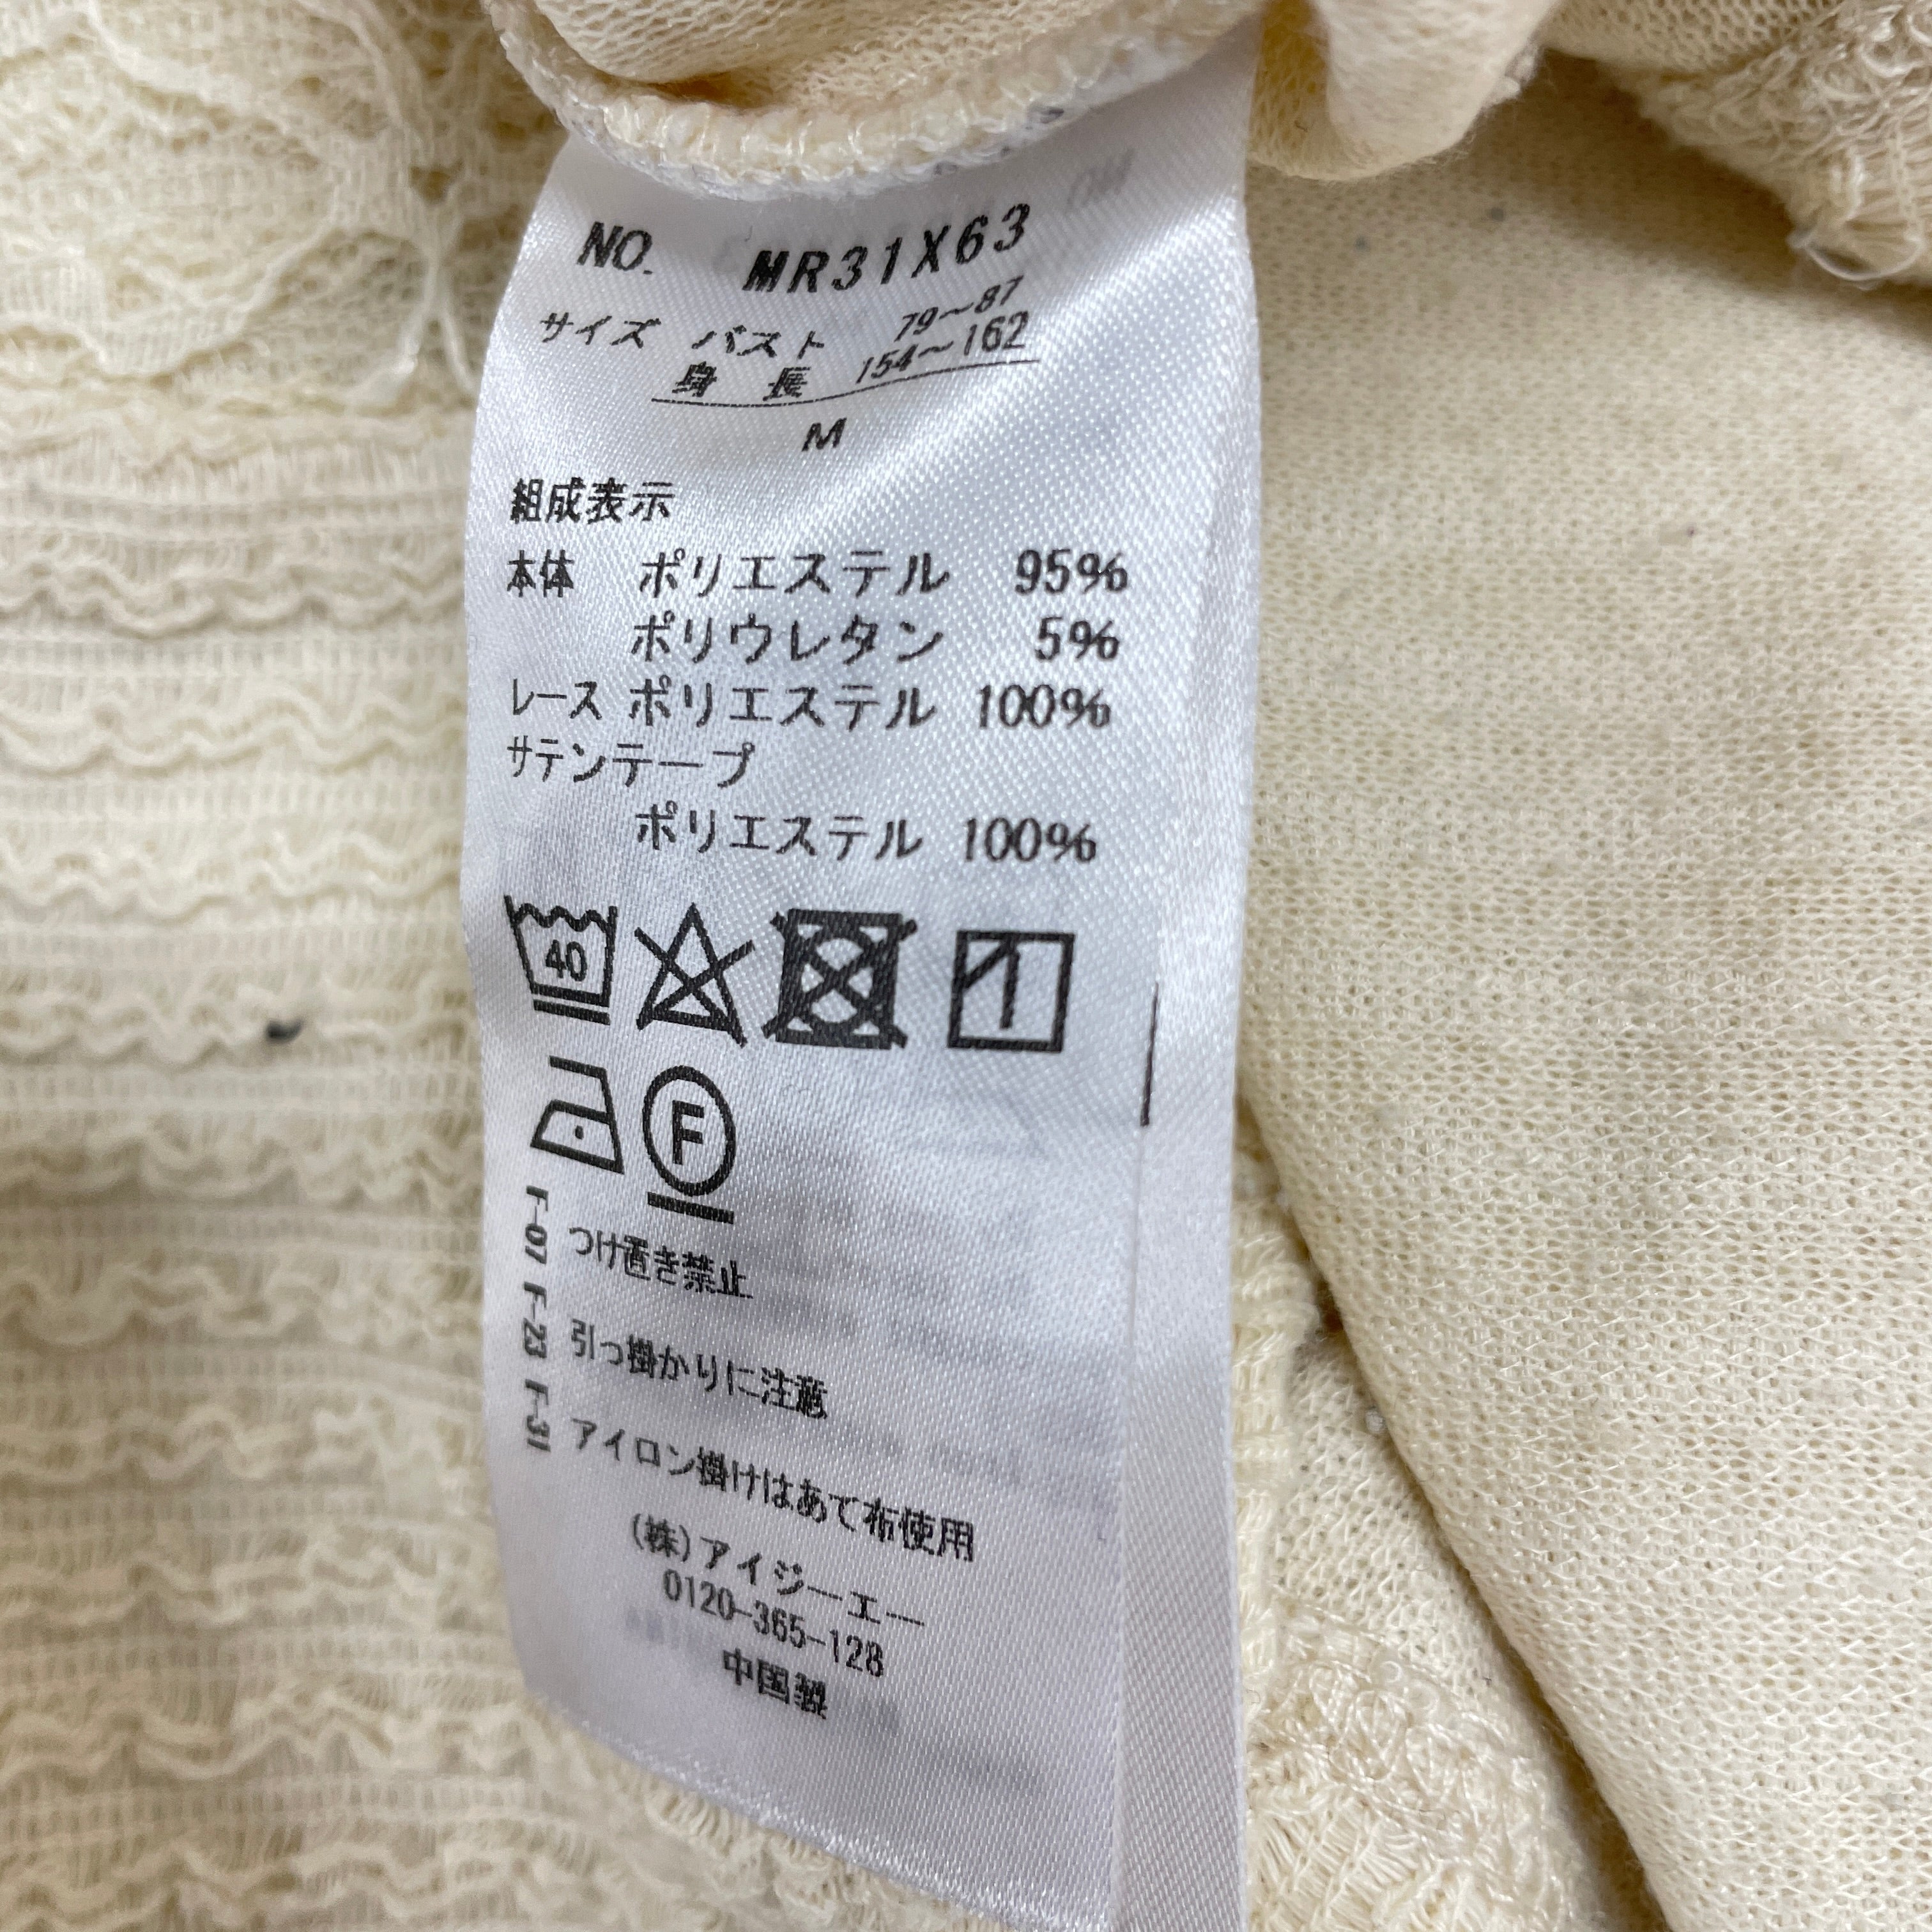 NO. MR31X63
サイズ バスト 79～87
身長 154～162
M
組成表示
本体 ポリエステル 95%
ポリウレタン 5%
レース ポリエステル 100%
サテンテープ
ポリエステル 100%
40
F
F-07 つけ置き禁止
F-23 引っ掛かりに注意
F-31 アイロン掛けはあて布使用
(株)アイジーエー
0120-365-128
中国製